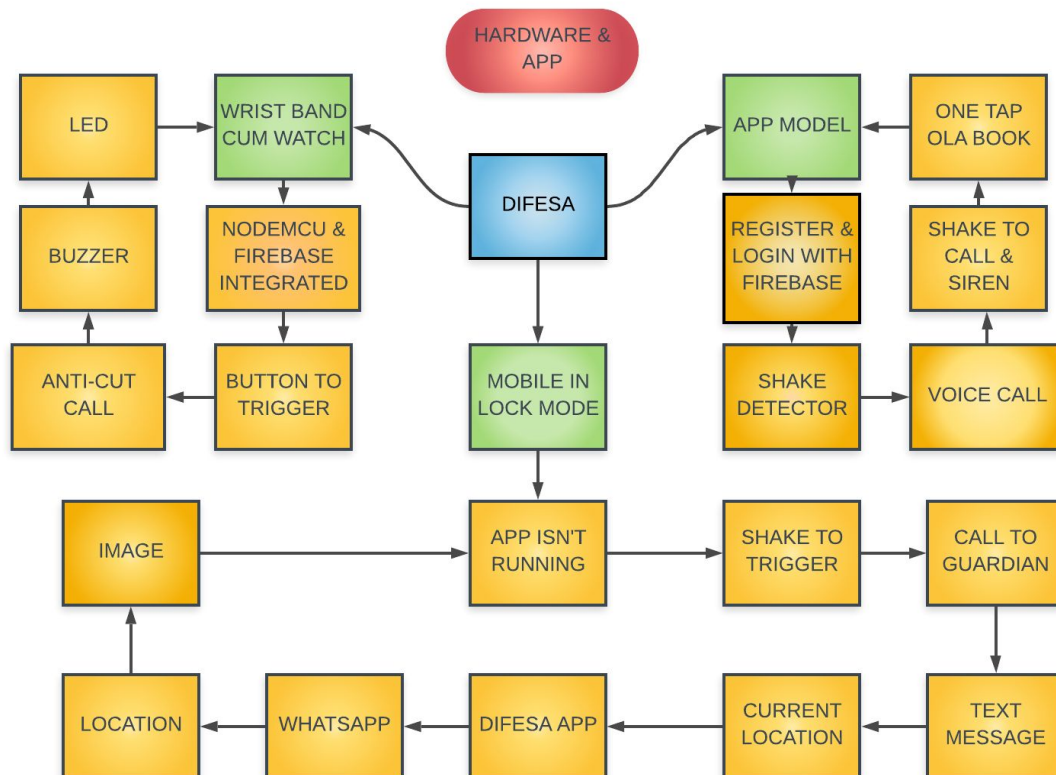 HARDWARE &
APP
LED
WRIST BAND
CUM WATCH
APP MODEL
ONE TAP
OLA BOOK
DIFESA
BUZZER
NODEMCU &
FIREBASE
INTEGRATED
REGISTER &
LOGIN WITH
FIREBASE
SHAKE TO
CALL &
SIREN
ANTI-CUT
CALL
BUTTON TO
TRIGGER
MOBILE IN
LOCK MODE
SHAKE
DETECTOR
VOICE CALL
IMAGE
APP ISN'T
RUNNING
SHAKE TO
TRIGGER
CALL TO
GUARDIAN
LOCATION
WHATSAPP
DIFESA APP
CURRENT
LOCATION
TEXT
MESSAGE